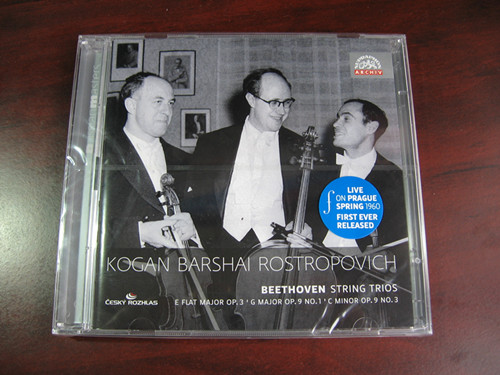 SUPRAPHON
ARCHIV
LIVE
ON PRAGUE
SPRING 1960
FIRST EVER
RELEASED
KOGAN BARSHAI ROSTROPOVICH
BEETHOVEN STRING TRIOS
E FLAT MAJOR OP.3 ' G MAJOR OP.9 NO.1 ' C MINOR OP.9 NO.3
ČESKÝ ROZHLAS